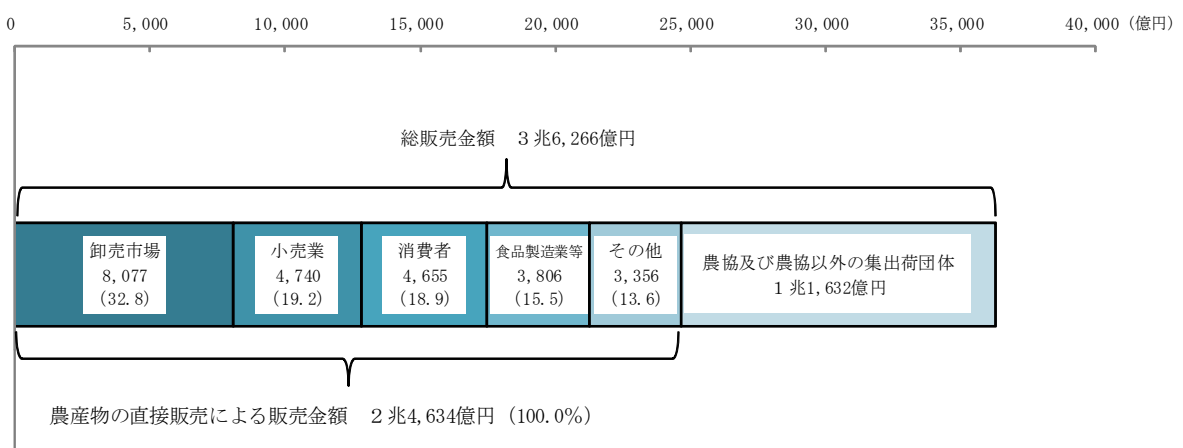 0 5,000 10,000 15,000 20,000 25,000 30,000 35,000 40,000 (億円)
総販売金額　3兆6,266億円
卸売市場
8,077
(32.8)
小売業
4,740
(19.2)
消費者
4,655
(18.9)
食品製造業等
3,806
(15.5)
その他
3,356
(13.6)
農協及び農協以外の集出荷団体
1兆1,632億円
農産物の直接販売による販売金額　2兆4,634億円（100.0％）